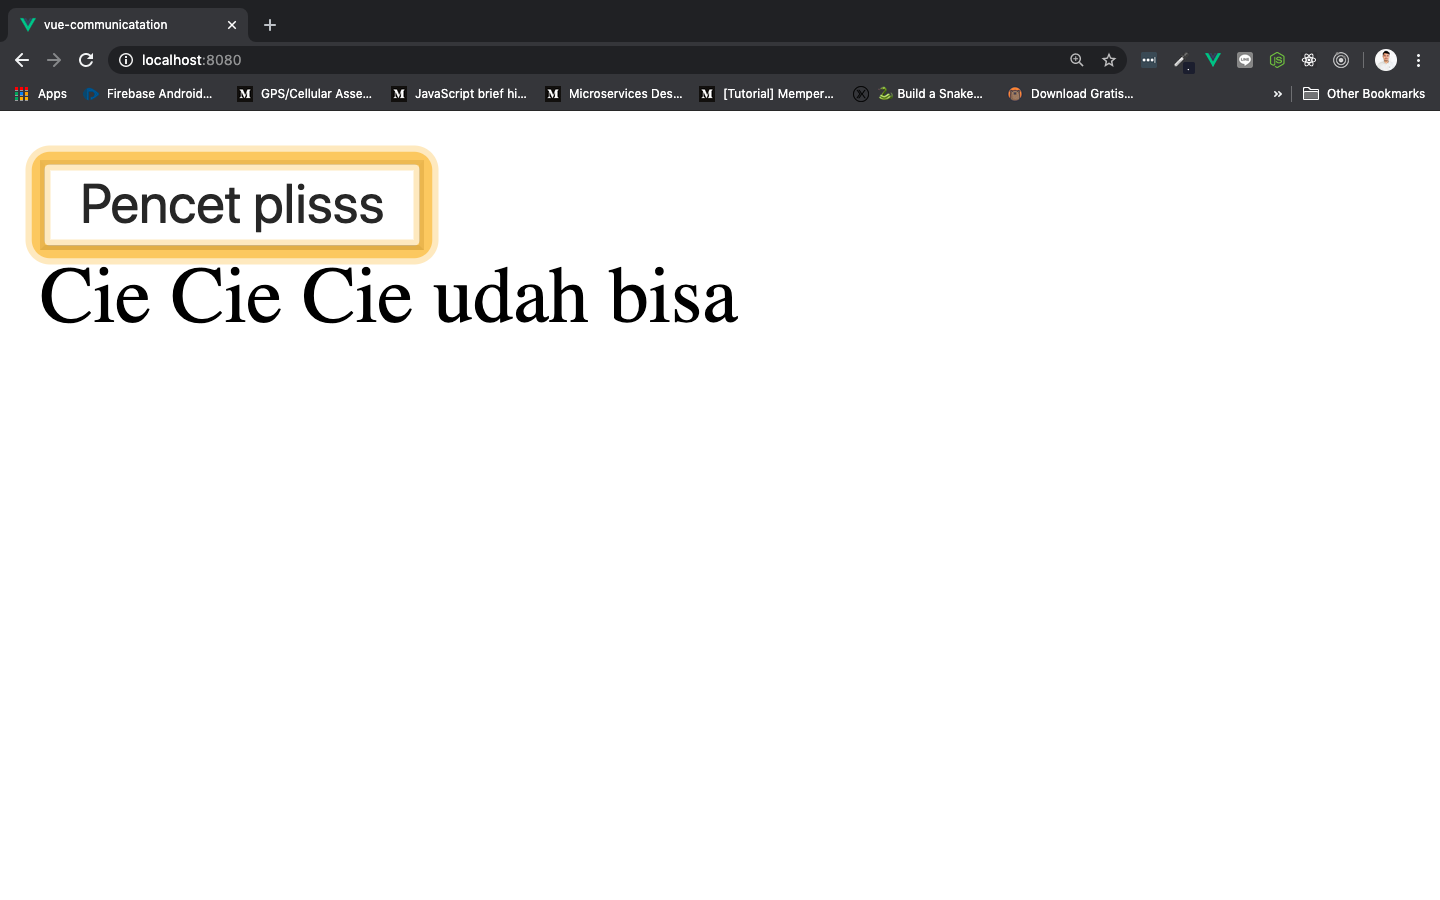 vue-communicatation
localhost:8080
Apps
Firebase Android...
M GPS/Cellular Asse...
M JavaScript brief hi...
M Microservices Des...
M [Tutorial] Memper...
Build a Snake...
Download Gratis...
»
Other Bookmarks
Pencet plisss
Cie Cie Cie udah bisa